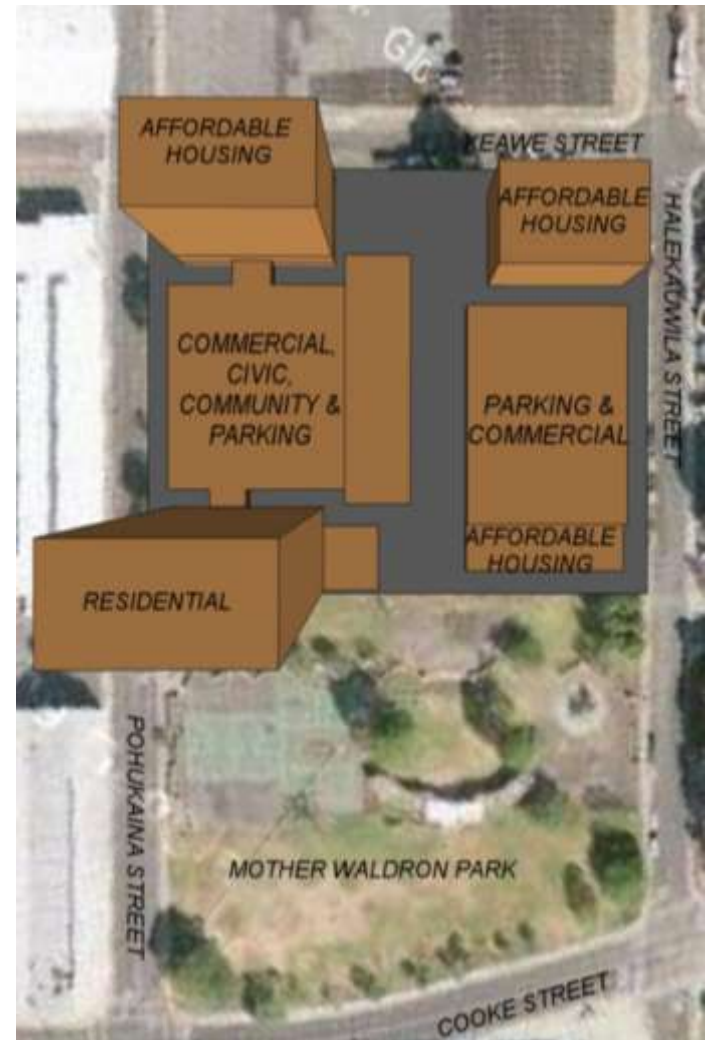 AFFORDABLE
HOUSING
KEAWE STREET
AFFORDABLE
HOUSING
HALEKAUWILA STREET
COMMERCIAL,
CIVIC,
COMMUNITY &
PARKING
PARKING &
COMMERCIAL
AFFORDABLE
HOUSING
RESIDENTIAL
POHUKAINA STREET
MOTHER WALDRON PARK
COOKE STREET